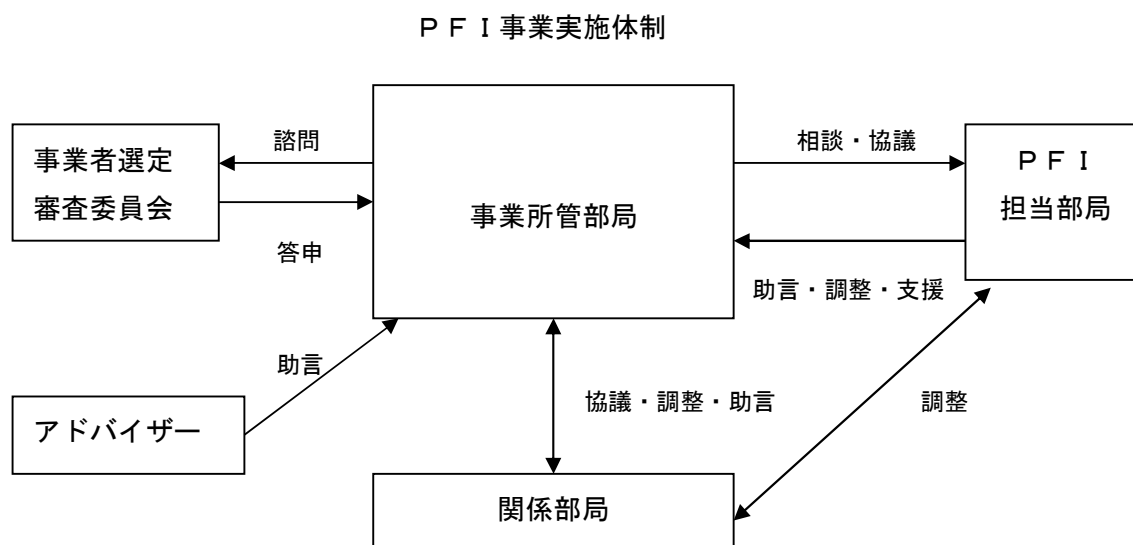 ＰＦＩ事業実施体制
諮問
相談・協議
事業者選定
審査委員会
事業所管部局
ＰＦＩ
担当部局
答申
助言・調整・支援
助言
協議・調整・助言
調整
アドバイザー
関係部局